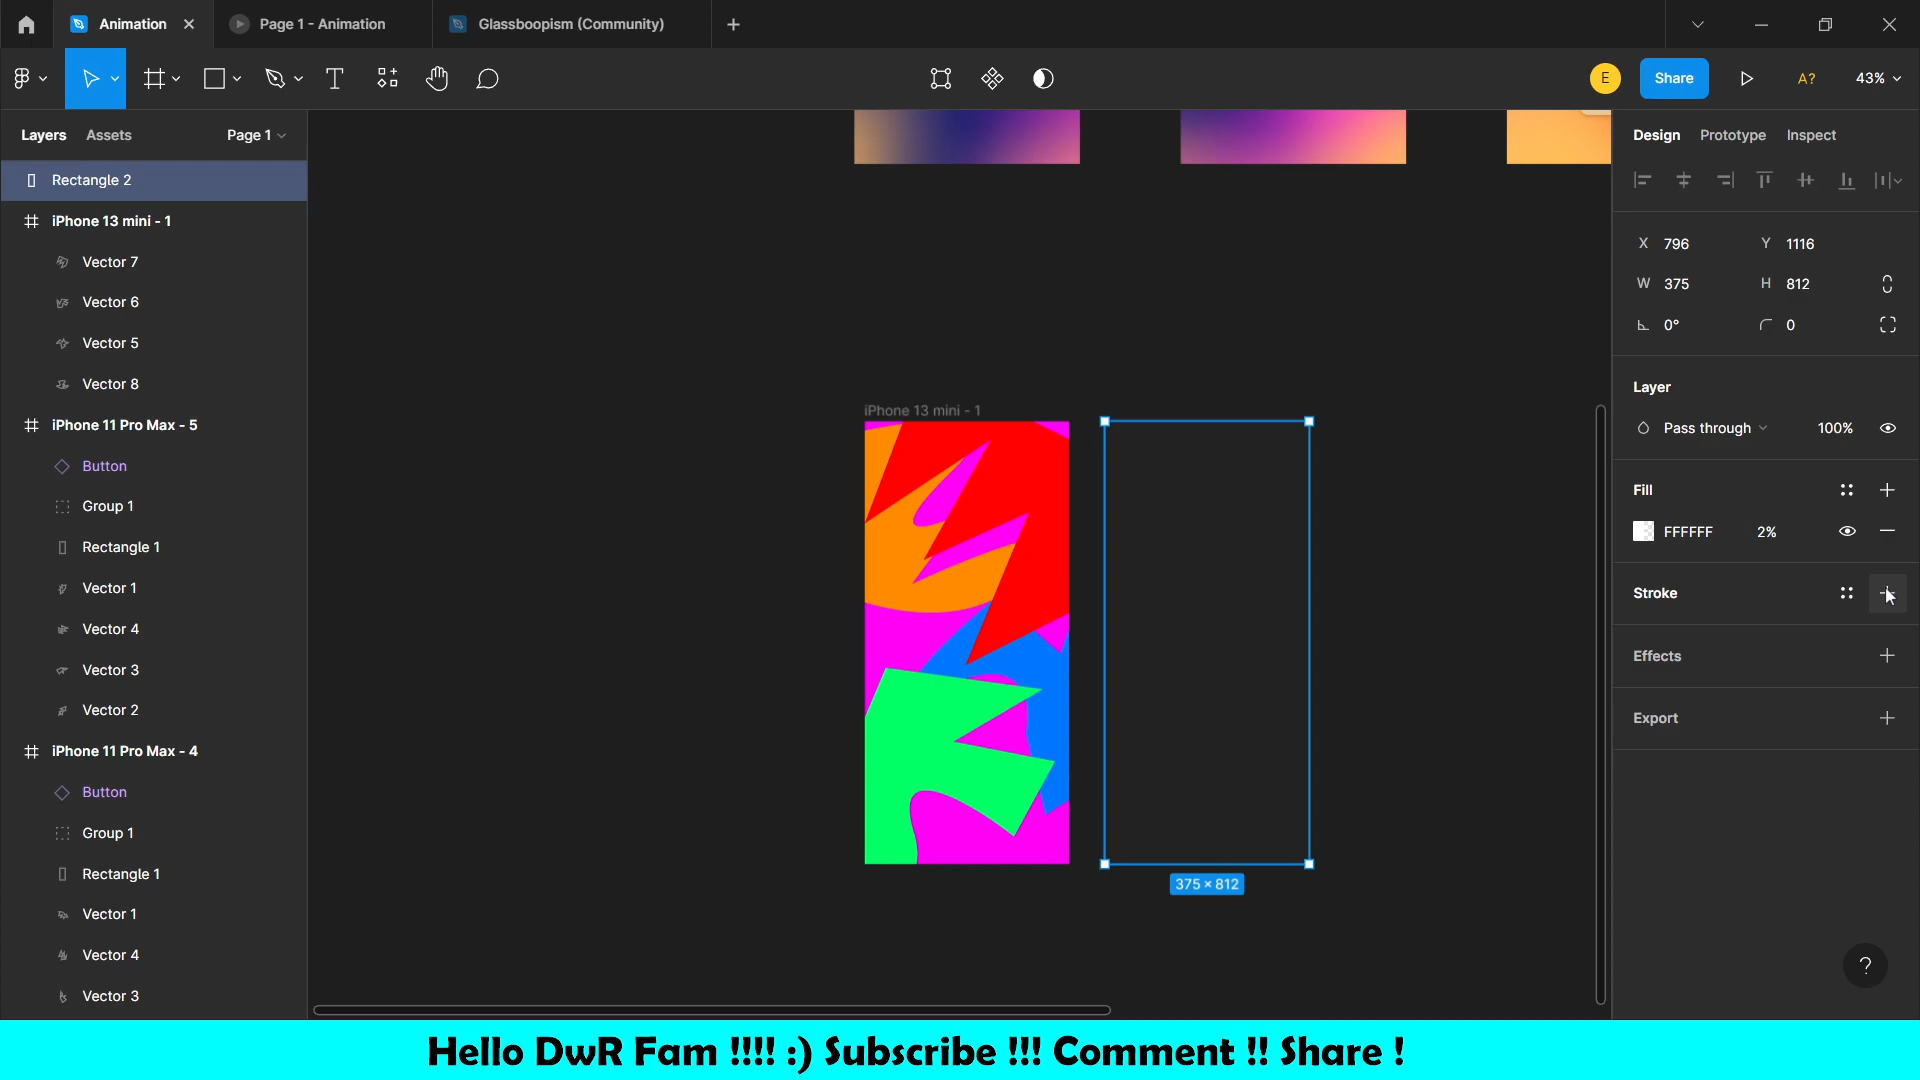 Animation
Page 1 - Animation
Glassboopism (Community)
E
Share
A?
43%
Layers
Assets
Page 1
Design
Prototype
Inspect
Rectangle 2
iPhone 13 mini - 1
Vector 7
Vector 6
Vector 5
Vector 8
iPhone 11 Pro Max - 5
Button
Group 1
Rectangle 1
Vector 1
Vector 4
Vector 3
Vector 2
iPhone 11 Pro Max - 4
Button
Group 1
Rectangle 1
Vector 1
Vector 4
Vector 3
iPhone 13 mini - 1
375 × 812
X 796 Y 1116
W 375 H 812
0° 0
Layer
Pass through 100%
Fill
FFFFFF 2%
Stroke
Effects
Export
?
Hello DwR Fam !!!! :) Subscribe !!! Comment !! Share !